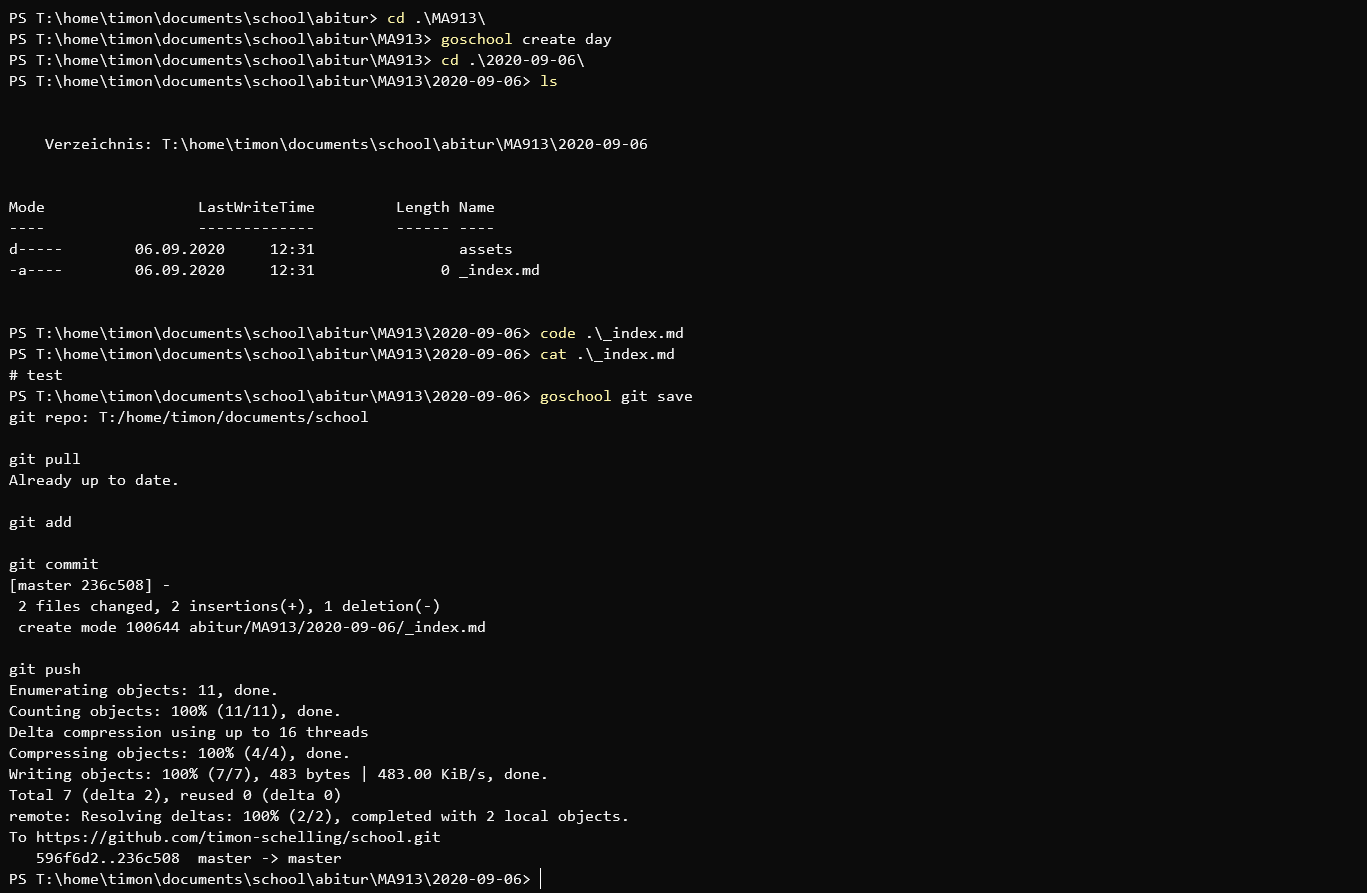 PS T:\home\timon\documents\school\abitur> cd .\MA913\
PS T:\home\timon\documents\school\abitur\MA913> goschool create day
PS T:\home\timon\documents\school\abitur\MA913> cd .\2020-09-06\
PS T:\home\timon\documents\school\abitur\MA913\2020-09-06> ls
Verzeichnis: T:\home\timon\documents\school\abitur\MA913\2020-09-06
Mode                 LastWriteTime         Length Name
----                 -------------         ------ ----
d-----        06.09.2020     12:31                assets
-a----        06.09.2020     12:31              0 _index.md
PS T:\home\timon\documents\school\abitur\MA913\2020-09-06> code .\_index.md
PS T:\home\timon\documents\school\abitur\MA913\2020-09-06> cat .\_index.md
# test
PS T:\home\timon\documents\school\abitur\MA913\2020-09-06> goschool git save
git repo: T:/home/timon/documents/school
git pull
Already up to date.
git add
git commit
[master 236c508] -
 2 files changed, 2 insertions(+), 1 deletion(-)
 create mode 100644 abitur/MA913/2020-09-06/_index.md
git push
Enumerating objects: 11, done.
Counting objects: 100% (11/11), done.
Delta compression using up to 16 threads
Compressing objects: 100% (4/4), done.
Writing objects: 100% (7/7), 483 bytes | 483.00 KiB/s, done.
Total 7 (delta 2), reused 0 (delta 0)
remote: Resolving deltas: 100% (2/2), completed with 2 local objects.
To https://github.com/timon-schelling/school.git
   596f6d2..236c508  master -> master
PS T:\home\timon\documents\school\abitur\MA913\2020-09-06>